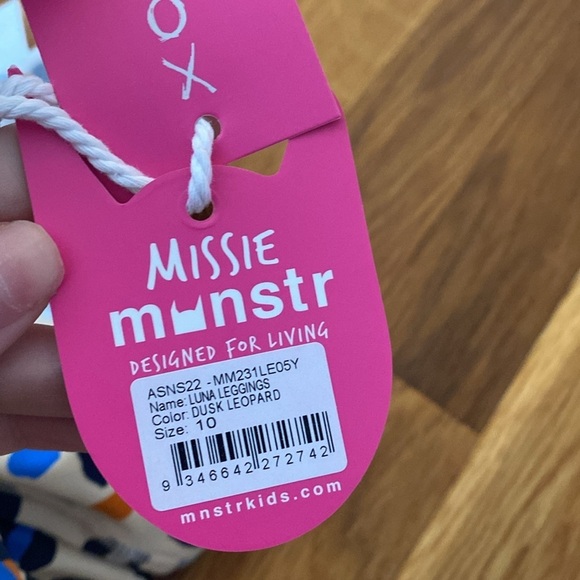 OX
MISSIE
munstr
DESIGNED FOR LIVING
ASNS22 - MM231LE05Y
Name: LUNA LEGGINGS
Color: DUSK LEOPARD
Size: 10
9 346642 272742
mnstrkids.com